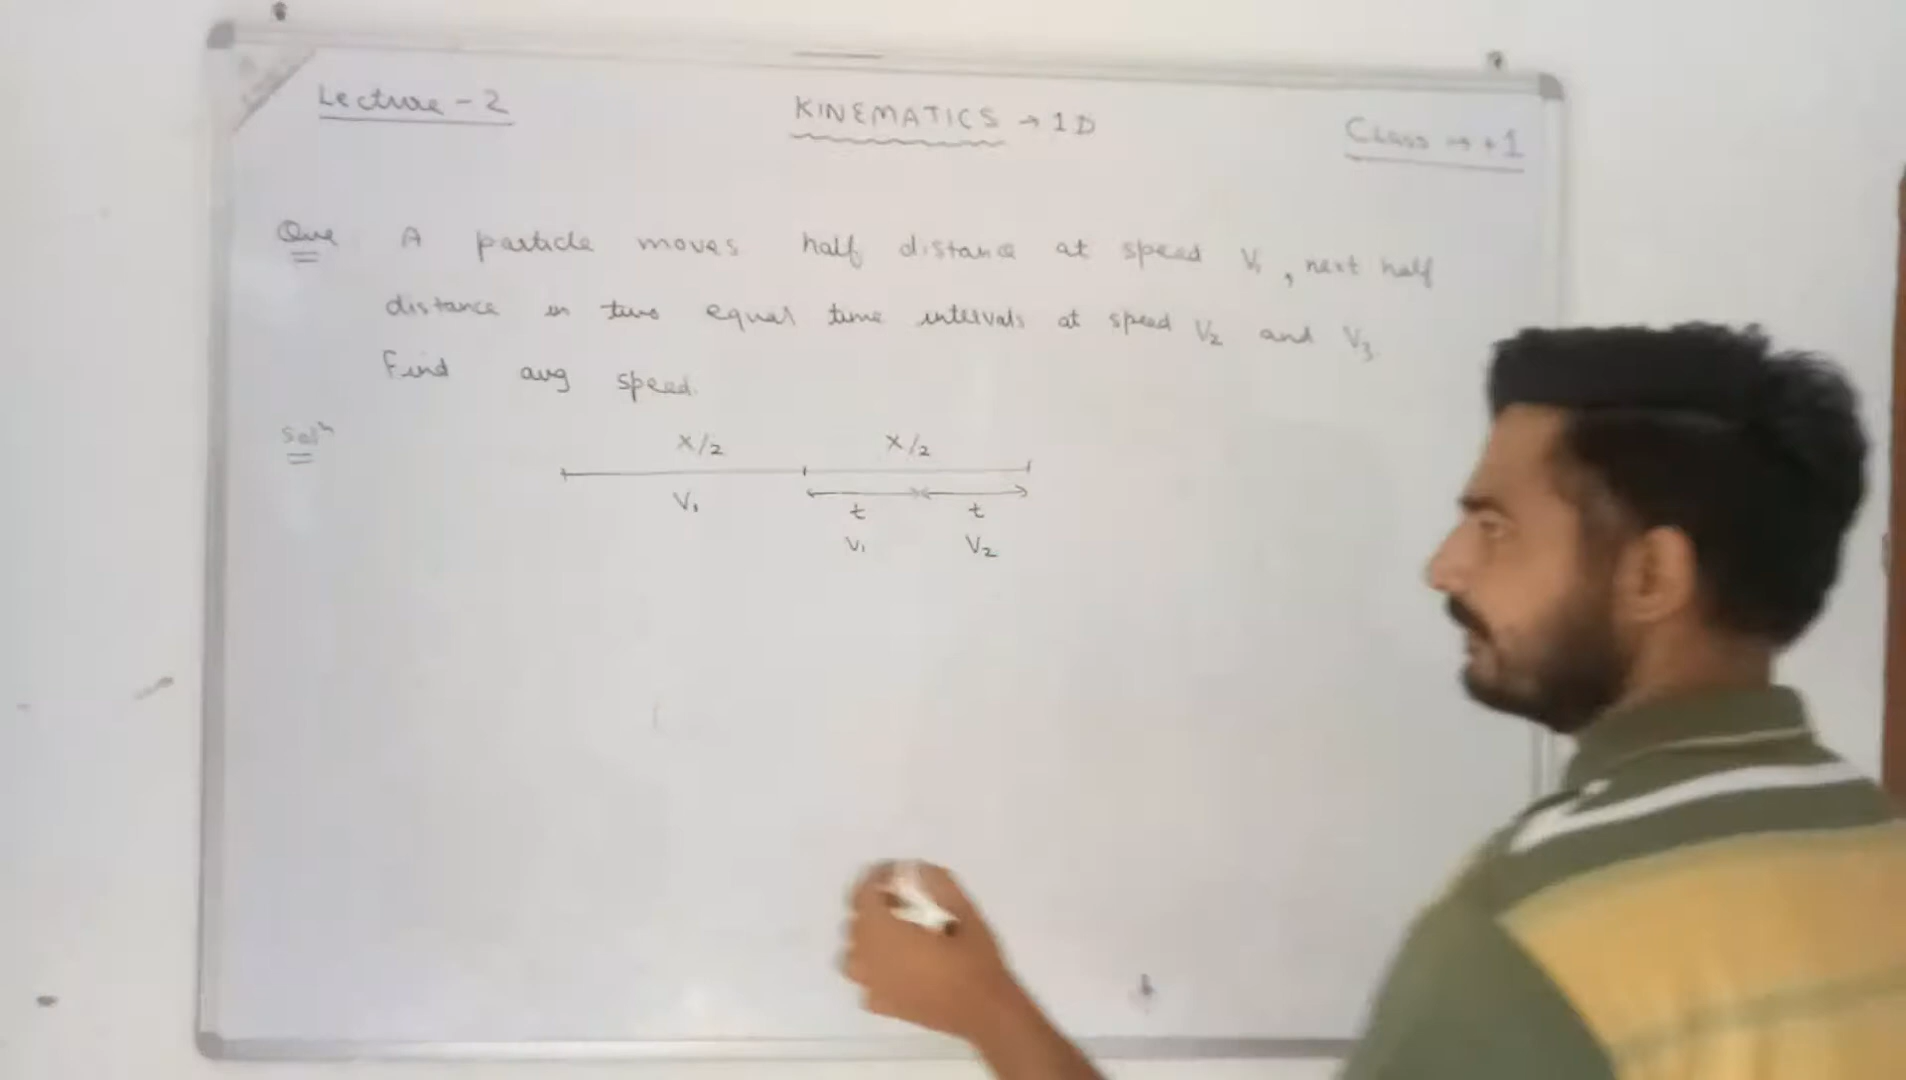 Lecture - 2
KINEMATICS → 1D
Class → +1
Que A particle moves half distance at speed V₁, next half
distance in two equal time intervals at speed V₂ and V₃.
Find avg speed.
Solⁿ
x/2 x/2
V₁
t t
V₁ V₂